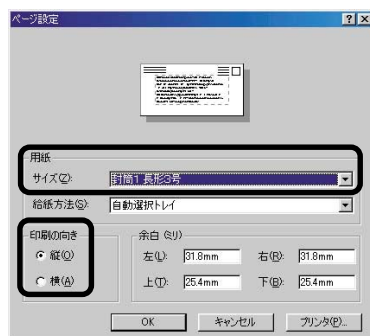 ページ設定
用紙
サイズ(Z): 封筒1 長形3号
給紙方法(S): 自動選択トレイ
印刷の向き
縦(O)
横(A)
余白(ミリ)
左(L): 31.8mm 右(R): 31.8mm
上(T): 25.4mm 下(B): 25.4mm
OK キャンセル プリンタ(P)...